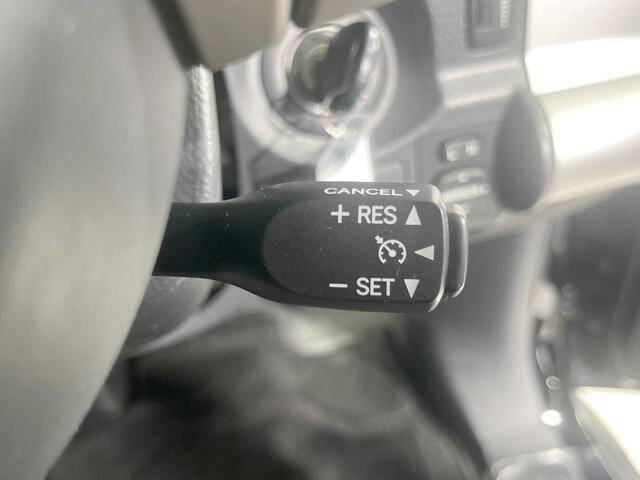 CANCEL▼
+ RES ▲
◀
− SET ▼